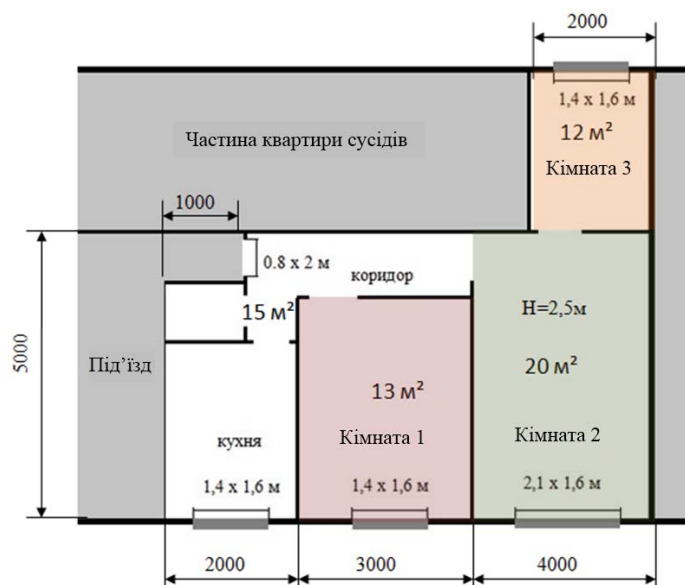 2000
1,4 x 1,6 м
12 м²
Частина квартири сусідів
Кімната 3
1000
0.8 x 2 м
коридор
15 м²
Н=2,5м
5000
Під’їзд
20 м²
13 м²
кухня
Кімната 1
Кімната 2
1,4 x 1,6 м
1,4 x 1,6 м
2,1 x 1,6 м
2000
3000
4000